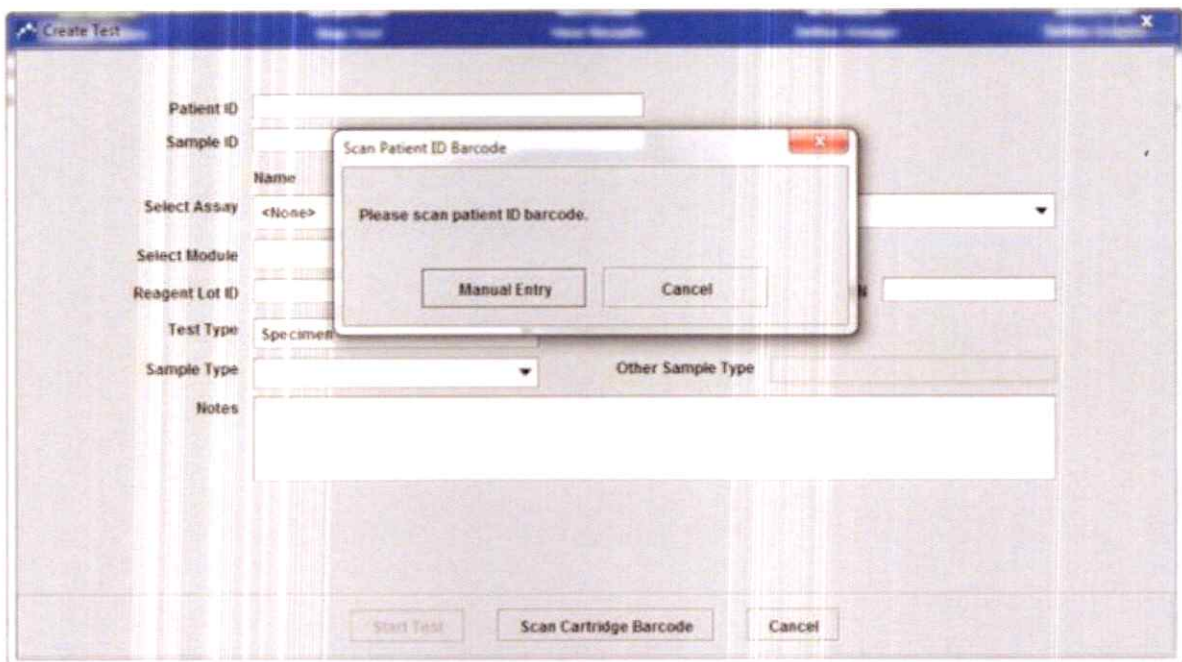 Create Test
Patient ID
Sample ID
Scan Patient ID Barcode
Name
Select Assay <None>
Please scan patient ID barcode.
Select Module
Manual Entry Cancel
Reagent Lot ID
Test Type Specimen
Sample Type Other Sample Type
Notes
Start Test Scan Cartridge Barcode Cancel